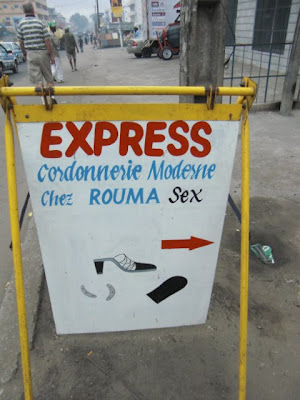 EXPRESS
Cordonnerie Moderne
Chez ROUMA Sex